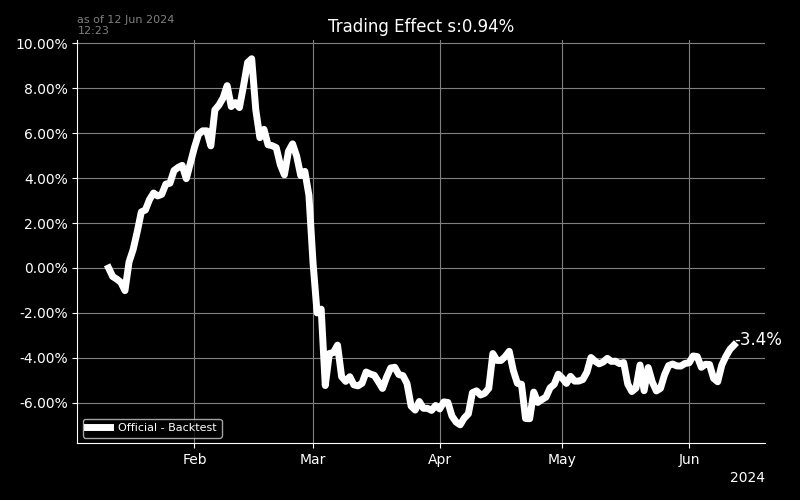 as of 12 Jun 2024
12:23
Trading Effect s:0.94%
10.00%
8.00%
6.00%
4.00%
2.00%
0.00%
-2.00%
-4.00%
-6.00%
-3.4%
Official - Backtest
Feb
Mar
Apr
May
Jun
2024